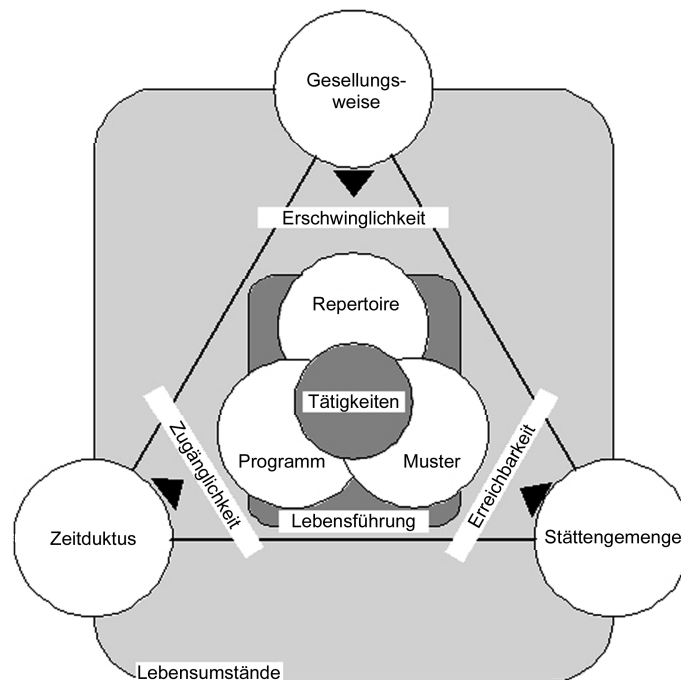 Gesellungs-
weise
Erschwinglichkeit
Repertoire
Tätigkeiten
Zugänglichkeit
Erreichbarkeit
Programm
Muster
Lebensführung
Zeitduktus
Stättengemenge
Lebensumstände